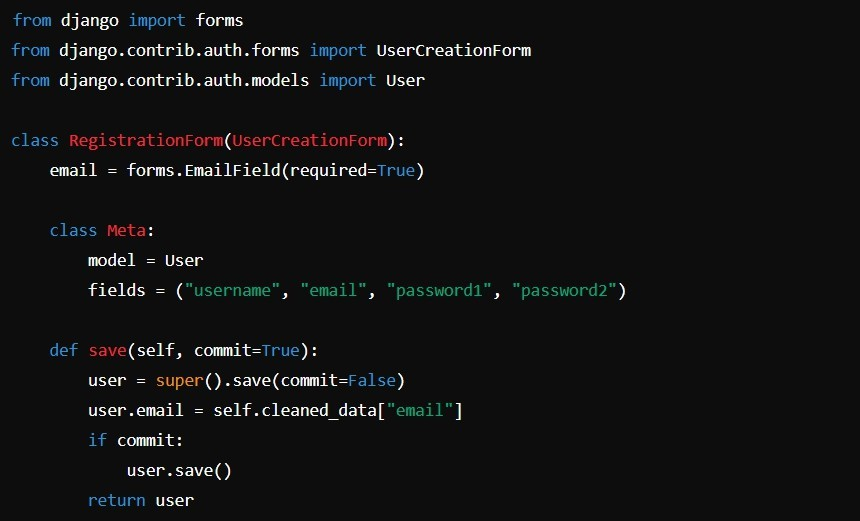 from django import forms
from django.contrib.auth.forms import UserCreationForm
from django.contrib.auth.models import User

class RegistrationForm(UserCreationForm):
    email = forms.EmailField(required=True)

    class Meta:
        model = User
        fields = ("username", "email", "password1", "password2")

    def save(self, commit=True):
        user = super().save(commit=False)
        user.email = self.cleaned_data["email"]
        if commit:
            user.save()
        return user